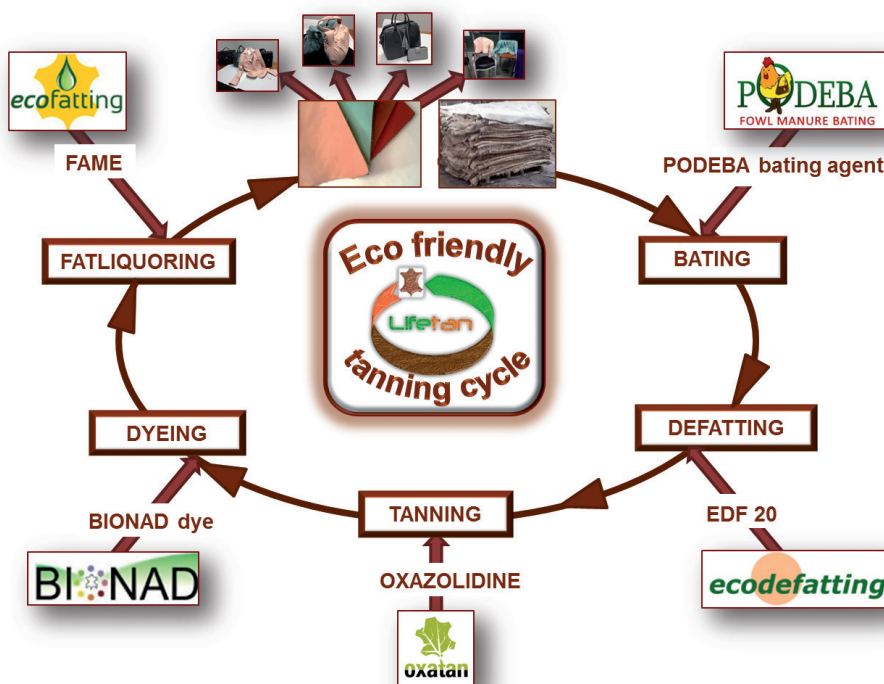 ecofatting
FAME
PODEBA
FOWL MANURE BATING
PODEBA bating agent
FATLIQUORING
Eco friendly
Lifetan
tanning cycle
BATING
DYEING
DEFATTING
TANNING
BIONAD dye
BIONAD
OXAZOLIDINE
oxatan
EDF 20
ecodefatting